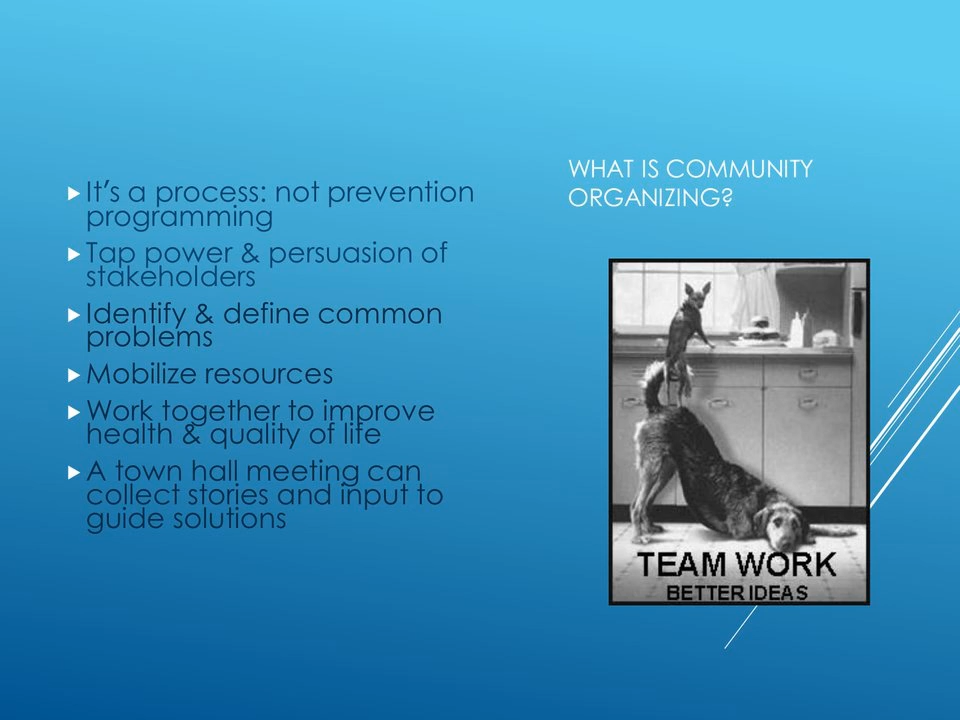 WHAT IS COMMUNITY
ORGANIZING?
It's a process: not prevention
programming
Tap power & persuasion of
stakeholders
Identify & define common
problems
Mobilize resources
Work together to improve
health & quality of life
A town hall meeting can
collect stories and input to
guide solutions
TEAM WORK
BETTER IDEAS